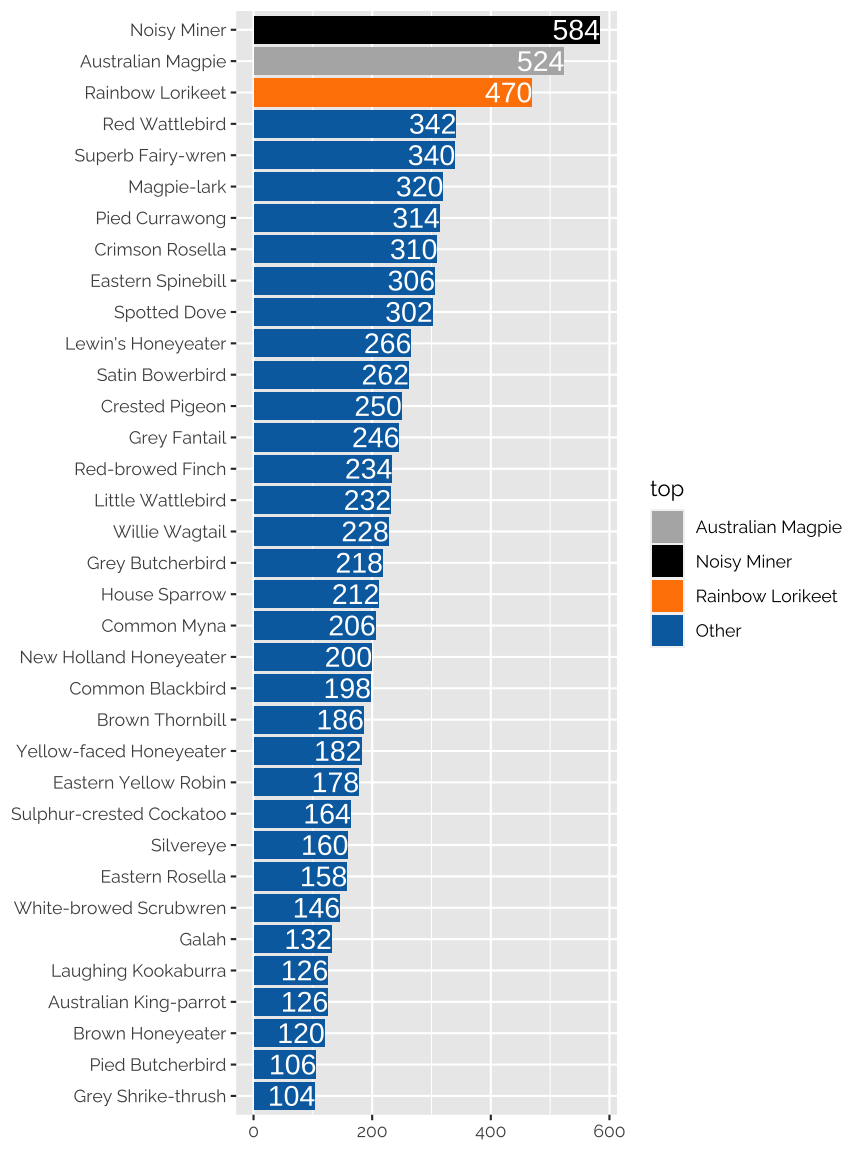 Noisy Miner 584
Australian Magpie 524
Rainbow Lorikeet 470
Red Wattlebird 342
Superb Fairy-wren 340
Magpie-lark 320
Pied Currawong 314
Crimson Rosella 310
Eastern Spinebill 306
Spotted Dove 302
Lewin's Honeyeater 266
Satin Bowerbird 262
Crested Pigeon 250
Grey Fantail 246
Red-browed Finch 234
Little Wattlebird 232
Willie Wagtail 228
Grey Butcherbird 218
House Sparrow 212
Common Myna 206
New Holland Honeyeater 200
Common Blackbird 198
Brown Thornbill 186
Yellow-faced Honeyeater 182
Eastern Yellow Robin 178
Sulphur-crested Cockatoo 164
Silvereye 160
Eastern Rosella 158
White-browed Scrubwren 146
Galah 132
Laughing Kookaburra 126
Australian King-parrot 126
Brown Honeyeater 120
Pied Butcherbird 106
Grey Shrike-thrush 104
0 200 400 600
top
Australian Magpie
Noisy Miner
Rainbow Lorikeet
Other